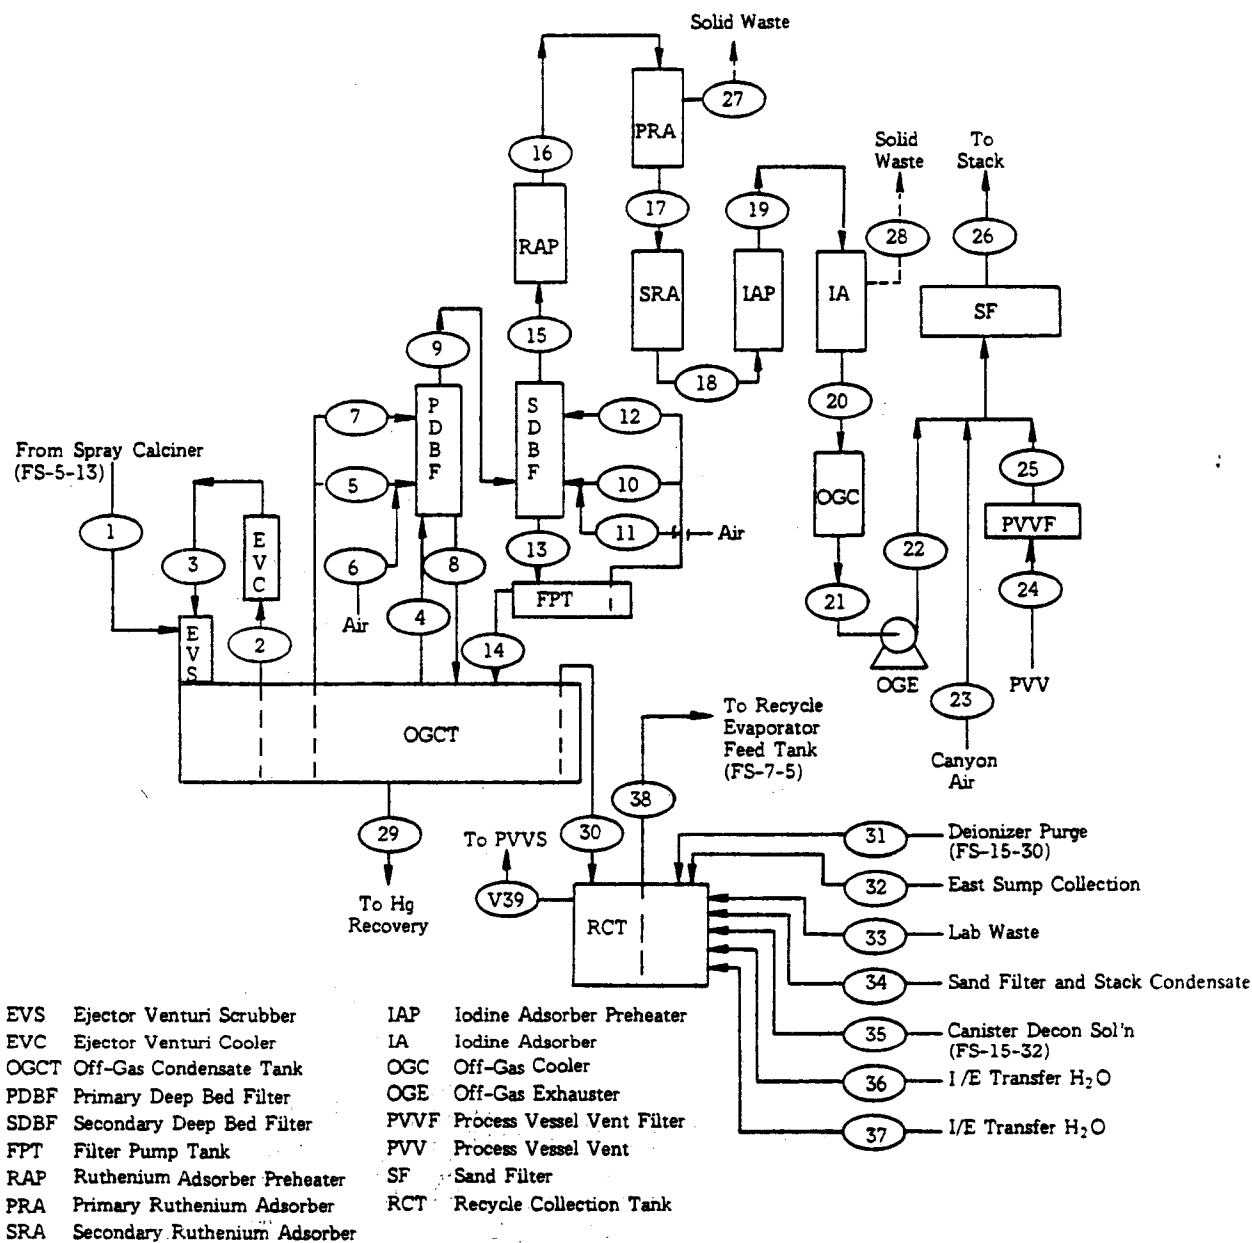 Solid Waste
27
PRA
16
Solid
Waste
To
Stack
17
19
28
26
RAP
SRA
IAP
IA
SF
15
9
18
20
7
PDBF
SDBF
12
From Spray Calciner
(FS-5-13)
5
10
25
1
EVC
OGC
PVVF
11
Air
3
6
8
13
22
24
Air
4
FPT
21
EVS
2
14
OGE
PVV
23
OGCT
To Recycle
Evaporator
Feed Tank
(FS-7-5)
Canyon
Air
38
29
To PVVS
30
31
Deionizer Purge
(FS-15-30)
V39
32
East Sump Collection
To Hg
Recovery
RCT
33
Lab Waste
34
Sand Filter and Stack Condensate
35
Canister Decon Sol'n
(FS-15-32)
36
I/E Transfer H₂O
37
I/E Transfer H₂O
EVS Ejector Venturi Scrubber
EVC Ejector Venturi Cooler
OGCT Off-Gas Condensate Tank
PDBF Primary Deep Bed Filter
SDBF Secondary Deep Bed Filter
FPT Filter Pump Tank
RAP Ruthenium Adsorber Preheater
PRA Primary Ruthenium Adsorber
SRA Secondary Ruthenium Adsorber
IAP Iodine Adsorber Preheater
IA Iodine Adsorber
OGC Off-Gas Cooler
OGE Off-Gas Exhauster
PVVF Process Vessel Vent Filter
PVV Process Vessel Vent
SF Sand Filter
RCT Recycle Collection Tank